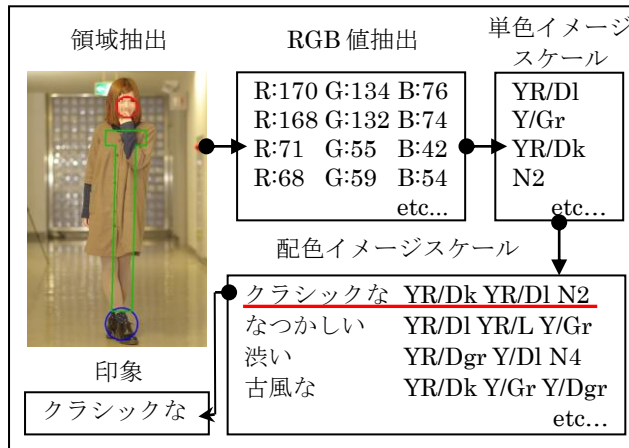 領域抽出
RGB値抽出
R:170 G:134 B:76
R:168 G:132 B:74
R:71 G:55 B:42
R:68 G:59 B:54
etc...
単色イメージ
スケール
YR/Dl
Y/Gr
YR/Dk
N2
etc…
配色イメージスケール
クラシックな YR/Dk YR/Dl N2
なつかしい YR/Dl YR/L Y/Gr
渋い YR/Dgr Y/Dl N4
古風な YR/Dk Y/Gr Y/Dgr
etc...
印象
クラシックな